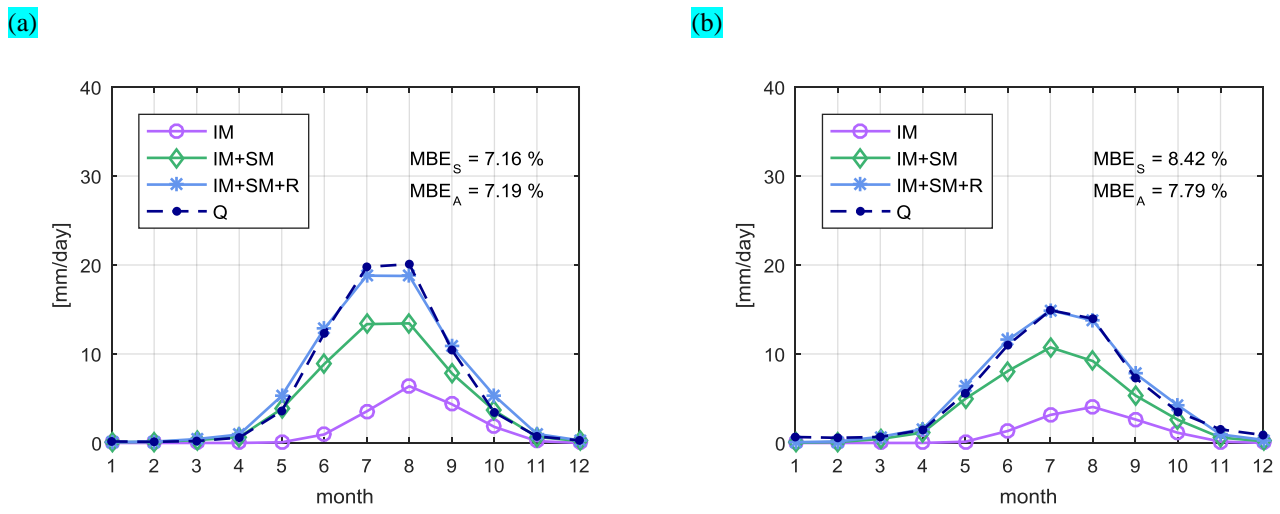 (a)
(b)
40
30
20
10
0
[mm/day]
IM
IM+SM
IM+SM+R
Q
MBE_S = 7.16 %
MBE_A = 7.19 %
1 2 3 4 5 6 7 8 9 10 11 12
month
40
30
20
10
0
[mm/day]
IM
IM+SM
IM+SM+R
Q
MBE_S = 8.42 %
MBE_A = 7.79 %
1 2 3 4 5 6 7 8 9 10 11 12
month